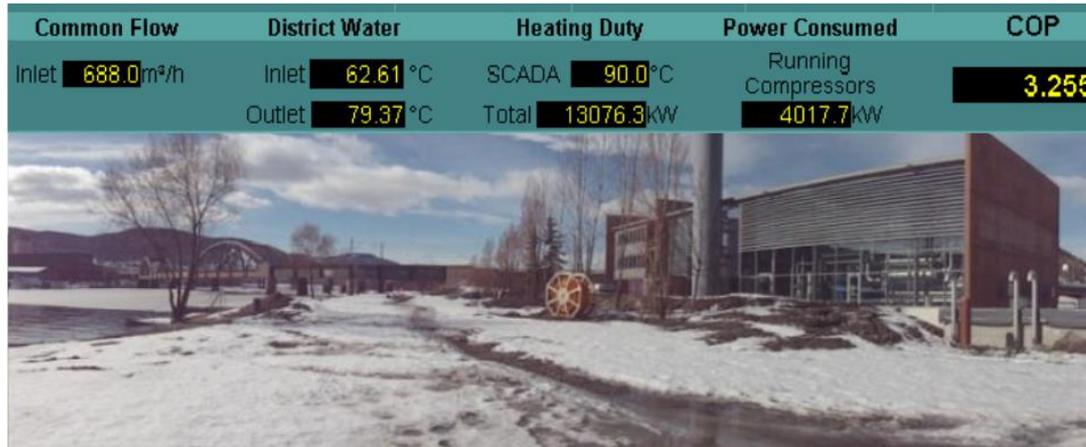 Common Flow District Water Heating Duty Power Consumed COP
Inlet 688.0 m³/h Inlet 62.61 °C SCADA 90.0 °C Running Compressors 3.255
Outlet 79.37 °C Total 13076.3 kW 4017.7 kW